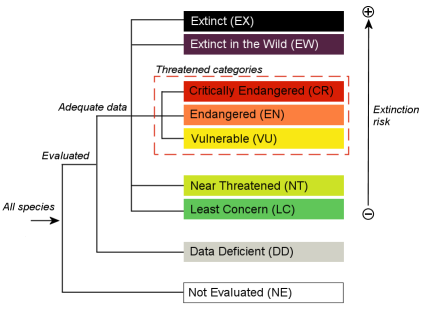 Extinct (EX)
Extinct in the Wild (EW)
Threatened categories
Critically Endangered (CR)
Adequate data
Endangered (EN)
Extinction
risk
Vulnerable (VU)
Evaluated
Near Threatened (NT)
All species
Least Concern (LC)
Data Deficient (DD)
Not Evaluated (NE)